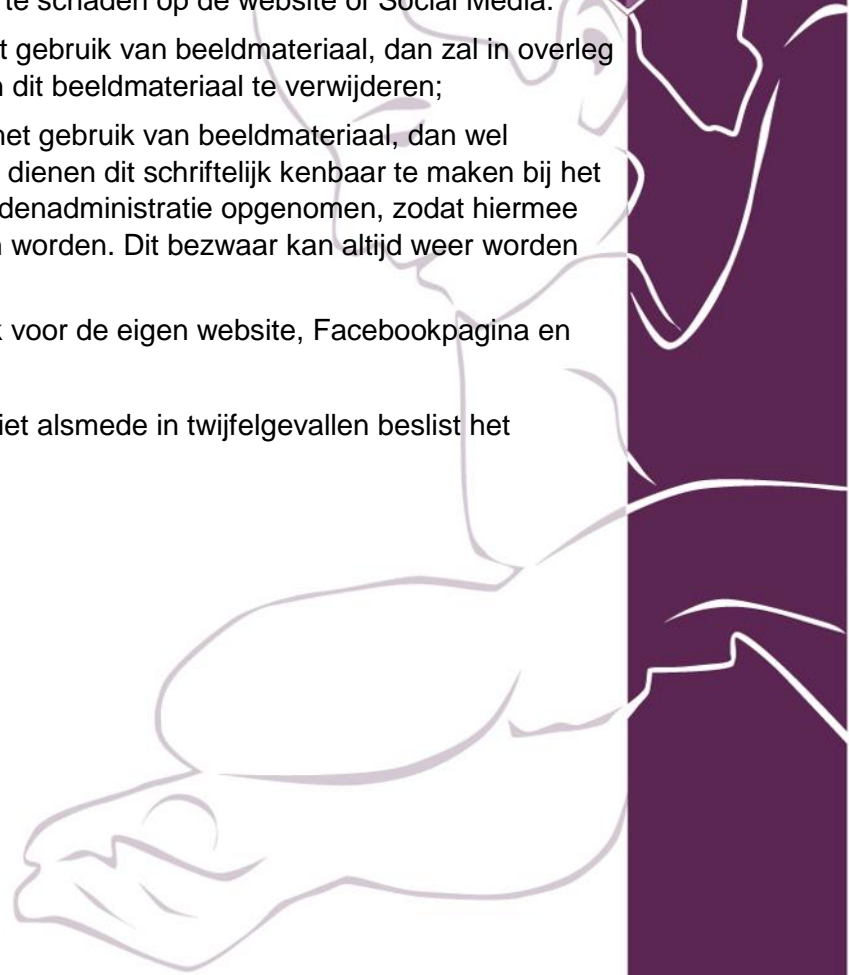 te schaden op de website of Social Media.
t gebruik van beeldmateriaal, dan zal in overleg
dit beeldmateriaal te verwijderen;
het gebruik van beeldmateriaal, dan wel
dienen dit schriftelijk kenbaar te maken bij het
denadministratie opgenomen, zodat hiermee
worden. Dit bezwaar kan altijd weer worden
voor de eigen website, Facebookpagina en
iet alsmede in twijfelgevallen beslist het